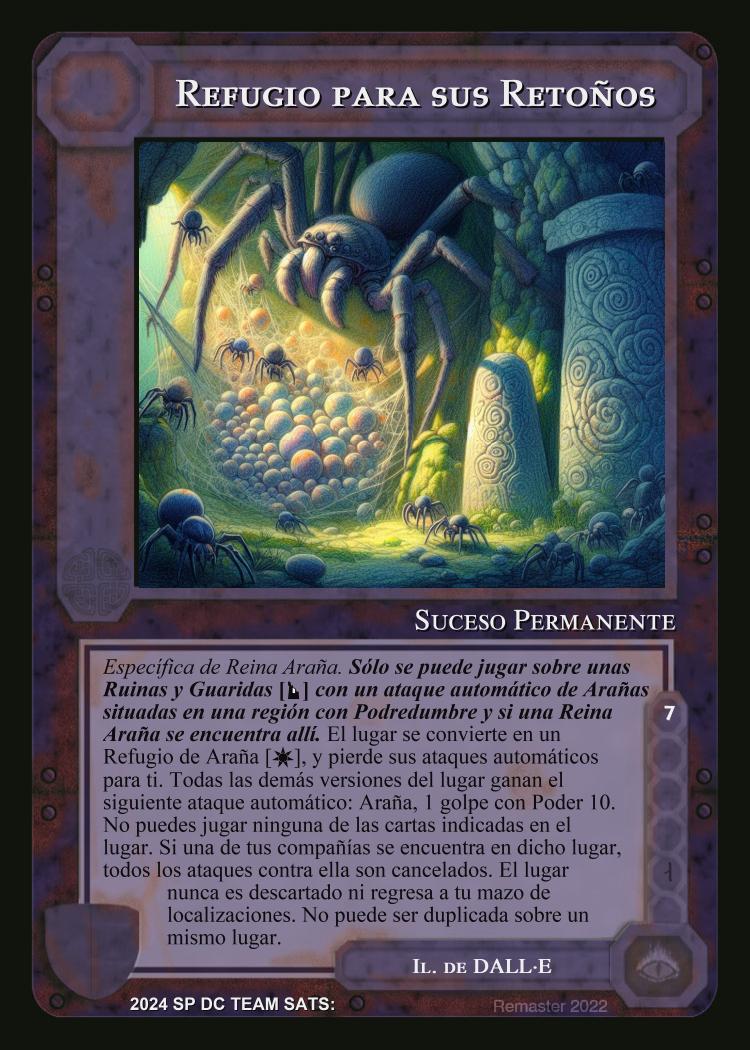 Refugio para sus Retoños
Suceso Permanente
Específica de Reina Araña. Sólo se puede jugar sobre unas
Ruinas y Guaridas [] con un ataque automático de Arañas
situadas en una región con Podredumbre y si una Reina
Araña se encuentra allí. El lugar se convierte en un
Refugio de Araña [], y pierde sus ataques automáticos
para ti. Todas las demás versiones del lugar ganan el
siguiente ataque automático: Araña, 1 golpe con Poder 10.
No puedes jugar ninguna de las cartas indicadas en el
lugar. Si una de tus compañías se encuentra en dicho lugar,
todos los ataques contra ella son cancelados. El lugar
nunca es descartado ni regresa a tu mazo de
localizaciones. No puede ser duplicada sobre un
mismo lugar.
7
Il. de DALL·E
2024 SP DC TEAM SATS:
Remaster 2022